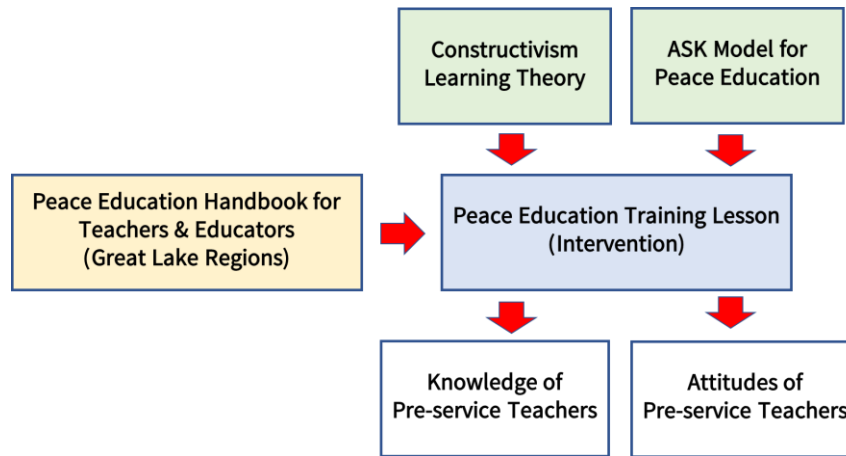 Constructivism
Learning Theory
ASK Model for
Peace Education
Peace Education Handbook for
Teachers & Educators
(Great Lake Regions)
Peace Education Training Lesson
(Intervention)
Knowledge of
Pre-service Teachers
Attitudes of
Pre-service Teachers